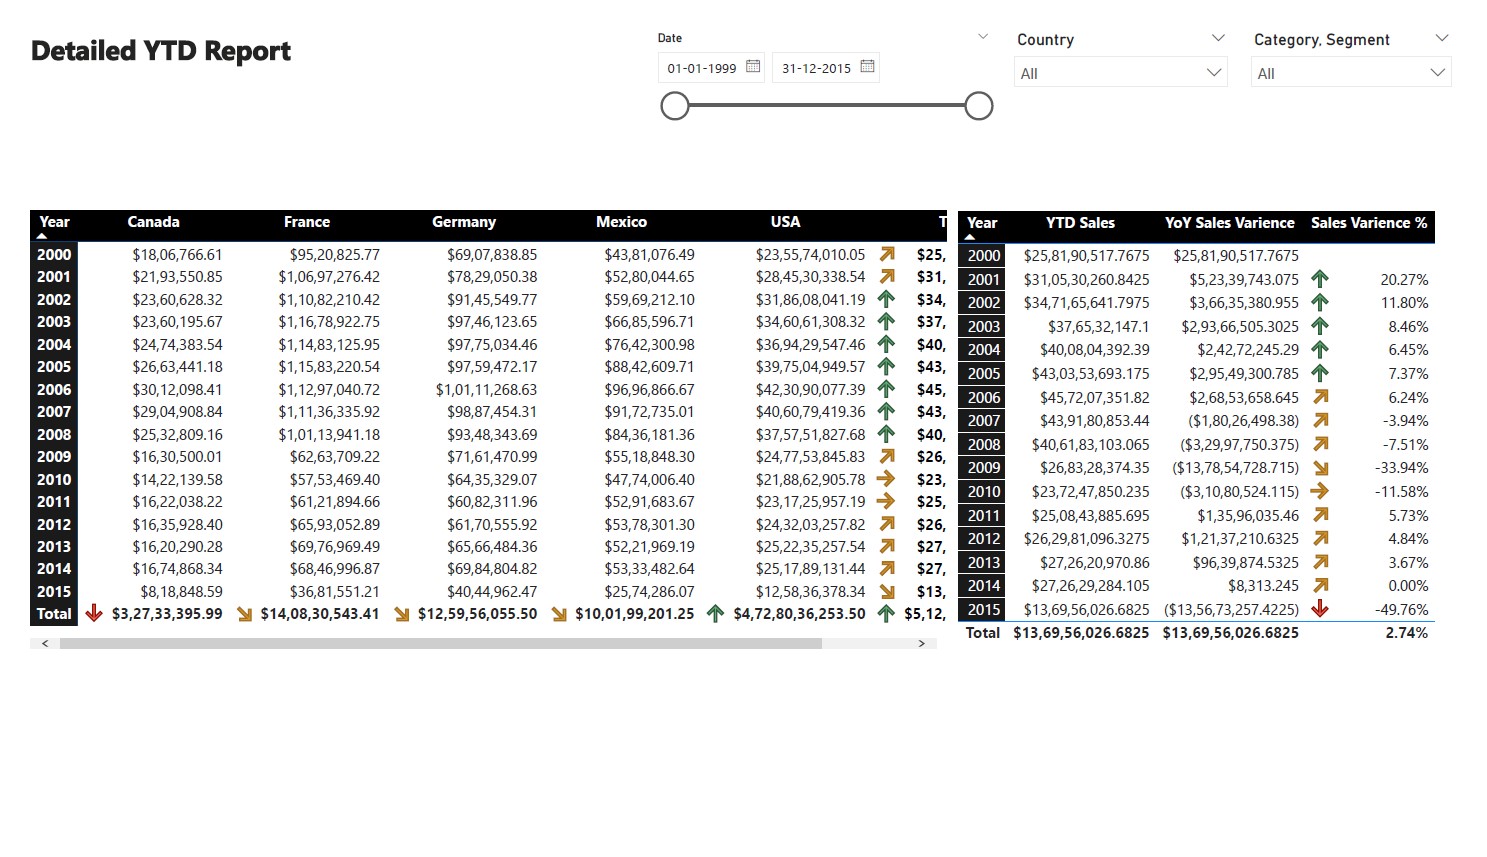 Detailed YTD Report
Date
01-01-1999 31-12-2015
Country
All
Category, Segment
All
Year Canada France Germany Mexico USA T
2000 $18,06,766.61 $95,20,825.77 $69,07,838.85 $43,81,076.49 $23,55,74,010.05 $25,
2001 $21,93,550.85 $1,06,97,276.42 $78,29,050.38 $52,80,044.65 $28,45,30,338.54 $31,
2002 $23,60,628.32 $1,10,82,210.42 $91,45,549.77 $59,69,212.10 $31,86,08,041.19 $34,
2003 $23,60,195.67 $1,16,78,922.75 $97,46,123.65 $66,85,596.71 $34,60,61,308.32 $37,
2004 $24,74,383.54 $1,14,83,125.95 $97,75,034.46 $76,42,300.98 $36,94,29,547.46 $40,
2005 $26,63,441.18 $1,15,83,220.54 $97,59,472.17 $88,42,609.71 $39,75,04,949.57 $43,
2006 $30,12,098.41 $1,12,97,040.72 $1,01,11,268.63 $96,96,866.67 $42,30,90,077.39 $45,
2007 $29,04,908.84 $1,11,36,335.92 $98,87,454.31 $91,72,735.01 $40,60,79,419.36 $43,
2008 $25,32,809.16 $1,01,13,941.18 $93,48,343.69 $84,36,181.36 $37,57,51,827.68 $40,
2009 $16,30,500.01 $62,63,709.22 $71,61,470.99 $55,18,848.30 $24,77,53,845.83 $26,
2010 $14,22,139.58 $57,53,469.40 $64,35,329.07 $47,74,006.40 $21,88,62,905.78 $23,
2011 $16,22,038.22 $61,21,894.66 $60,82,311.96 $52,91,683.67 $23,17,25,957.19 $25,
2012 $16,35,928.40 $65,93,052.89 $61,70,555.92 $53,78,301.30 $24,32,03,257.82 $26,
2013 $16,20,290.28 $69,76,969.49 $65,66,484.36 $52,21,969.19 $25,22,35,257.54 $27,
2014 $16,74,868.34 $68,46,996.87 $69,84,804.82 $53,33,482.64 $25,17,89,131.44 $27,
2015 $8,18,848.59 $36,81,551.21 $40,44,962.47 $25,74,286.07 $12,58,36,378.34 $13,
Total $3,27,33,395.99 $14,08,30,543.41 $12,59,56,055.50 $10,01,99,201.25 $4,72,80,36,253.50 $5,12,
Year YTD Sales YoY Sales Varience Sales Varience %
2000 $25,81,90,517.7675 $25,81,90,517.7675
2001 $31,05,30,260.8425 $5,23,39,743.075 20.27%
2002 $34,71,65,641.7975 $3,66,35,380.955 11.80%
2003 $37,65,32,147.1 $2,93,66,505.3025 8.46%
2004 $40,08,04,392.39 $2,42,72,245.29 6.45%
2005 $43,03,53,693.175 $2,95,49,300.785 7.37%
2006 $45,72,07,351.82 $2,68,53,658.645 6.24%
2007 $43,91,80,853.44 ($1,80,26,498.38) -3.94%
2008 $40,61,83,103.065 ($3,29,97,750.375) -7.51%
2009 $26,83,28,374.35 ($13,78,54,728.715) -33.94%
2010 $23,72,47,850.235 ($3,10,80,524.115) -11.58%
2011 $25,08,43,885.695 $1,35,96,035.46 5.73%
2012 $26,29,81,096.3275 $1,21,37,210.6325 4.84%
2013 $27,26,20,970.86 $96,39,874.5325 3.67%
2014 $27,26,29,284.105 $8,313.245 0.00%
2015 $13,69,56,026.6825 ($13,56,73,257.4225) -49.76%
Total $13,69,56,026.6825 $13,69,56,026.6825 2.74%